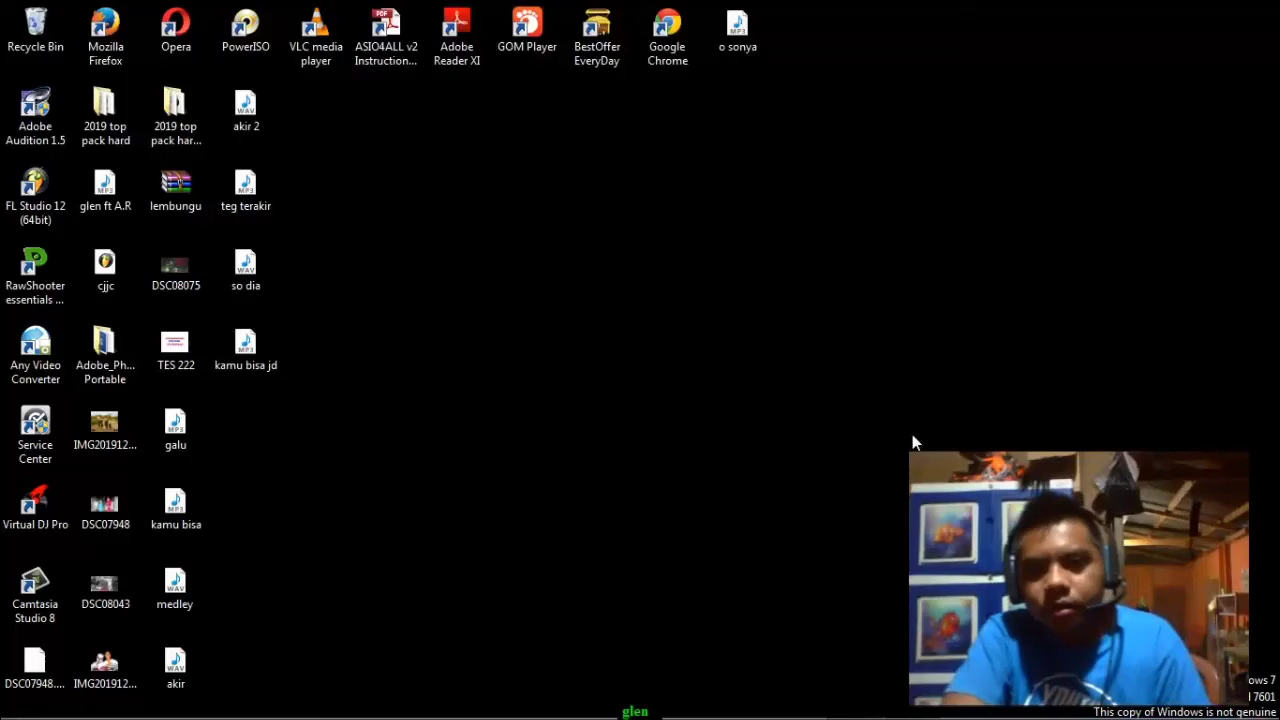 Recycle Bin
Mozilla
Firefox
Opera
PowerISO
VLC media
player
ASIO4ALL v2
Instruction...
Adobe
Reader XI
GOM Player
BestOffer
EveryDay
Google
Chrome
o sonya
Adobe
Audition 1.5
2019 top
pack hard
2019 top
pack har...
akir 2
FL Studio 12
(64bit)
glen ft A.R
lembungu
teg terakir
RawShooter
essentials ...
cjjc
DSC08075
so dia
Any Video
Converter
Adobe_Ph...
Portable
TES 222
kamu bisa jd
Service
Center
IMG201912...
galu
Virtual DJ Pro
DSC07948
kamu bisa
Camtasia
Studio 8
DSC08043
medley
DSC07948....
IMG201912...
akir
ows 7
7601
This copy of Windows is not genuine
glen